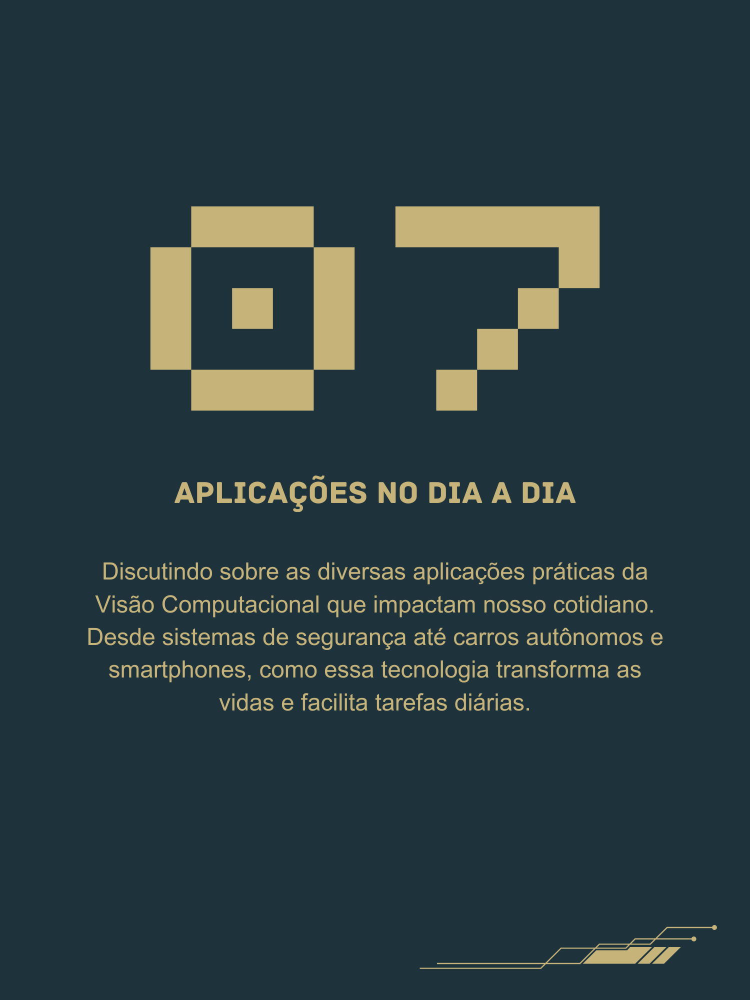 07
APLICAÇÕES NO DIA A DIA
Discutindo sobre as diversas aplicações práticas da
Visão Computacional que impactam nosso cotidiano.
Desde sistemas de segurança até carros autônomos e
smartphones, como essa tecnologia transforma as
vidas e facilita tarefas diárias.